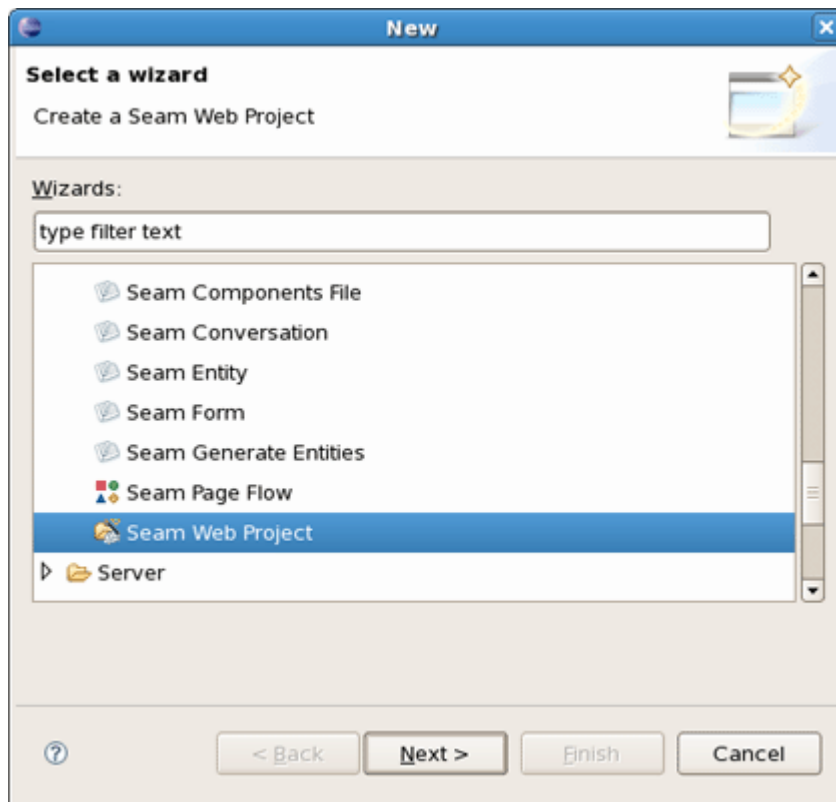 New
Select a wizard
Create a Seam Web Project
Wizards:
type filter text
Seam Components File
Seam Conversation
Seam Entity
Seam Form
Seam Generate Entities
Seam Page Flow
Seam Web Project
Server
< Back Next > Finish Cancel